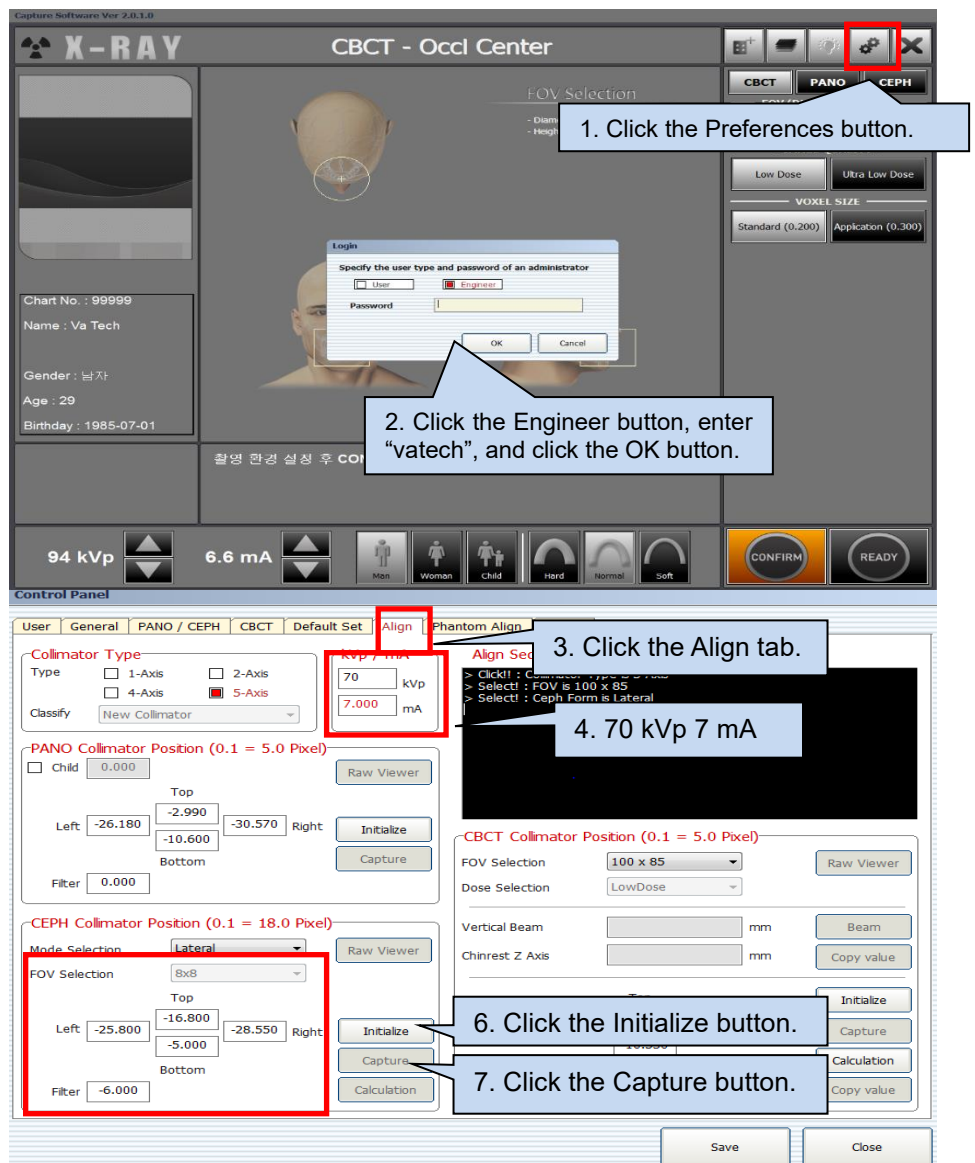 Capture Software Ver 2.0.1.0
X-RAY
CBCT - Occl Center
CBCT PANO CEPH
FOV Selection
1. Click the Preferences button.
Low Dose Ultra Low Dose
VOXEL SIZE
Standard (0.200) Application (0.300)
Login
Specify the user type and password of an administrator
User Engineer
Password
OK Cancel
Chart No. : 99999
Name : Va Tech
Gender : 남자
Age : 29
Birthday : 1985-07-01
2. Click the Engineer button, enter
“vatech”, and click the OK button.
촬영 환경 설정 후
94 kVp 6.6 mA
Man Woman Child Hard Normal Soft
CONFIRM READY
Control Panel
User General PANO / CEPH CBCT Default Set Align Phantom Align
3. Click the Align tab.
Collimator Type
Type 1-Axis 2-Axis
4-Axis 5-Axis
Classify New Collimator
kVp / mA
70 kVp
7.000 mA
> Select! : FOV is 100 x 85
> Select! : Ceph Form is Lateral
4. 70 kVp 7 mA
PANO Collimator Position (0.1 = 5.0 Pixel)
Child 0.000 Raw Viewer
Top
-2.990
Left -26.180 -30.570 Right Initialize
-10.600
Bottom Capture
Filter 0.000
CEPH Collimator Position (0.1 = 18.0 Pixel)
Mode Selection Lateral Raw Viewer
FOV Selection 8x8
Top
-16.800
Left -25.800 -28.550 Right Initialize
-5.000
Bottom Capture
Filter -6.000 Calculation
CBCT Collimator Position (0.1 = 5.0 Pixel)
FOV Selection 100 x 85 Raw Viewer
Dose Selection LowDose
Vertical Beam mm Beam
Chinrest Z Axis mm Copy value
Initialize
6. Click the Initialize button.
Capture
Calculation
7. Click the Capture button.
Copy value
Save Close